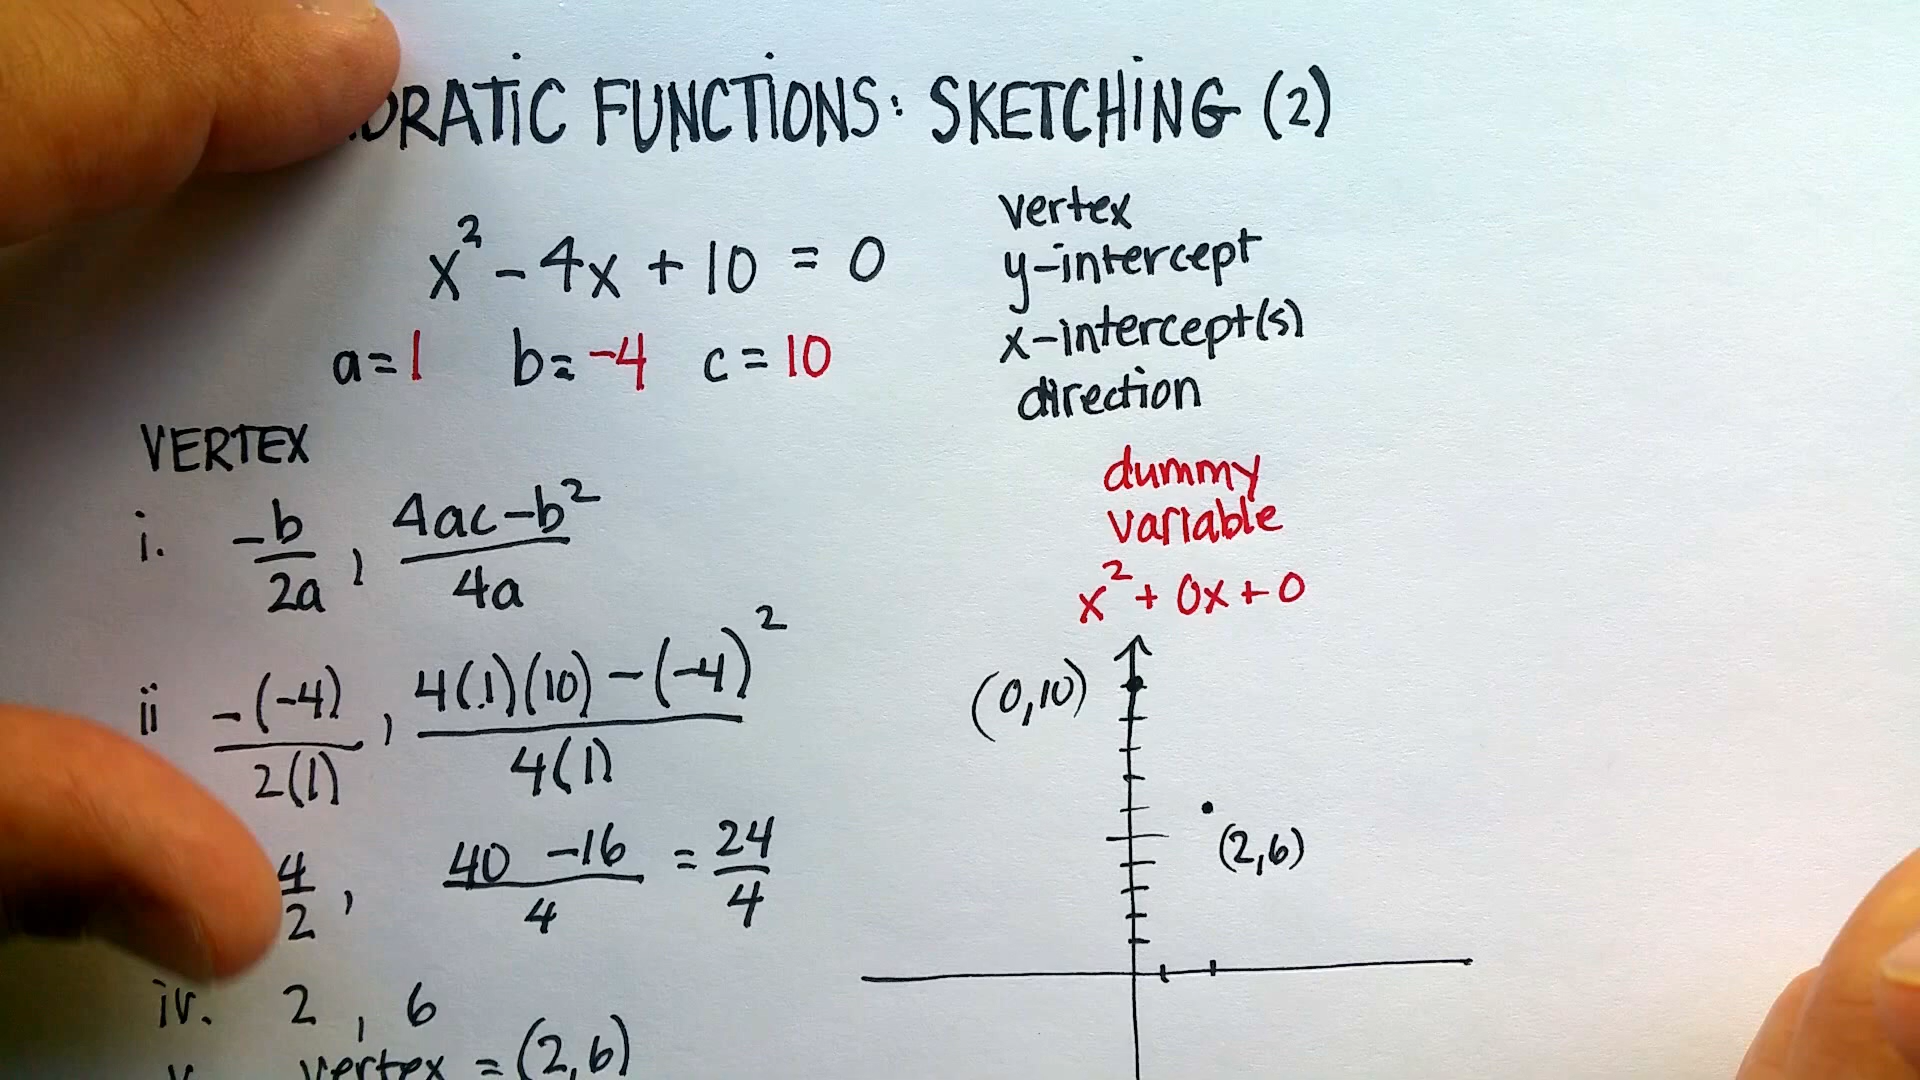 DRATIC FUNCTIONS: SKETCHING (2)
x² - 4x + 10 = 0
a = 1 b = -4 c = 10
vertex
y-intercept
x-intercept(s)
direction
VERTEX
i. -b/2a , 4ac-b²/4a
ii -(-4)/2(1) , 4(1)(10) - (-4)²/4(1)
4/2 , 40 -16/4 = 24/4
iv. 2 , 6
v. vertex = (2,6)
dummy
variable
x² + 0x + 0
(0,10)
(2,6)